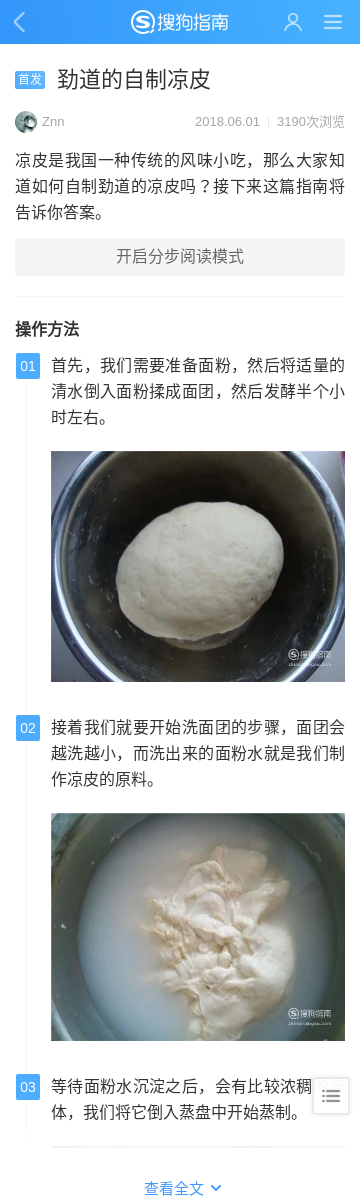 搜狗指南
首发 劲道的自制凉皮
Znn 2018.06.01 3190次浏览
凉皮是我国一种传统的风味小吃，那么大家知
道如何自制劲道的凉皮吗？接下来这篇指南将
告诉你答案。
开启分步阅读模式
操作方法
01 首先，我们需要准备面粉，然后将适量的
清水倒入面粉揉成面团，然后发酵半个小
时左右。
搜狗指南
zhinan.sogou.com
02 接着我们就要开始洗面团的步骤，面团会
越洗越小，而洗出来的面粉水就是我们制
作凉皮的原料。
搜狗指南
zhinan.sogou.com
03 等待面粉水沉淀之后，会有比较浓稠
体，我们将它倒入蒸盘中开始蒸制。
查看全文